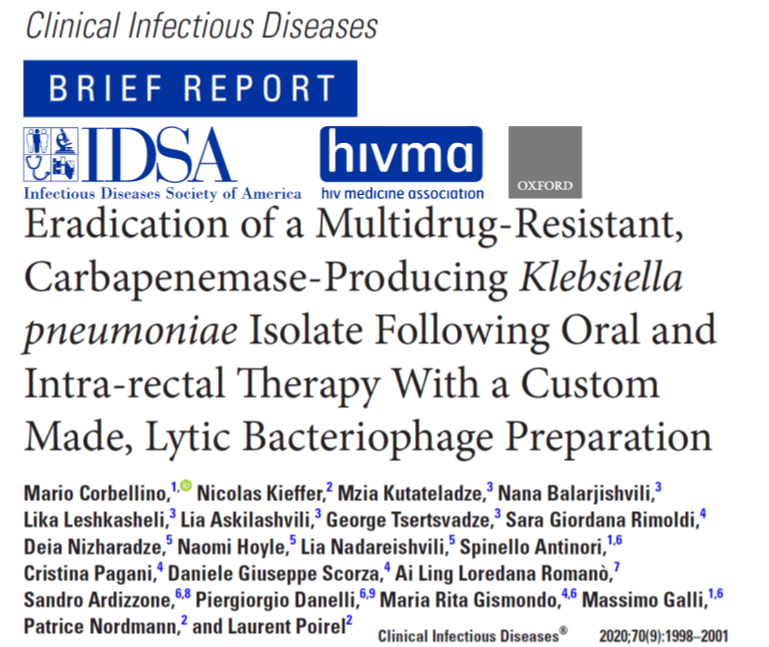 Clinical Infectious Diseases
BRIEF REPORT
IDSA
Infectious Diseases Society of America
hivma
hiv medicine association
OXFORD
Eradication of a Multidrug-Resistant,
Carbapenemase-Producing Klebsiella
pneumoniae Isolate Following Oral and
Intra-rectal Therapy With a Custom
Made, Lytic Bacteriophage Preparation
Mario Corbellino,1, iD Nicolas Kieffer,2 Mzia Kutateladze,3 Nana Balarjishvili,3
Lika Leshkasheli,3 Lia Askilashvili,3 George Tsertsvadze,3 Sara Giordana Rimoldi,4
Deia Nizharadze,5 Naomi Hoyle,5 Lia Nadareishvili,5 Spinello Antinori,1,6
Cristina Pagani,4 Daniele Giuseppe Scorza,4 Ai Ling Loredana Romanò,7
Sandro Ardizzone,6,8 Piergiorgio Danelli,6,9 Maria Rita Gismondo,4,6 Massimo Galli,1,6
Patrice Nordmann,2 and Laurent Poirel2
Clinical Infectious Diseases® 2020;70(9):1998–2001